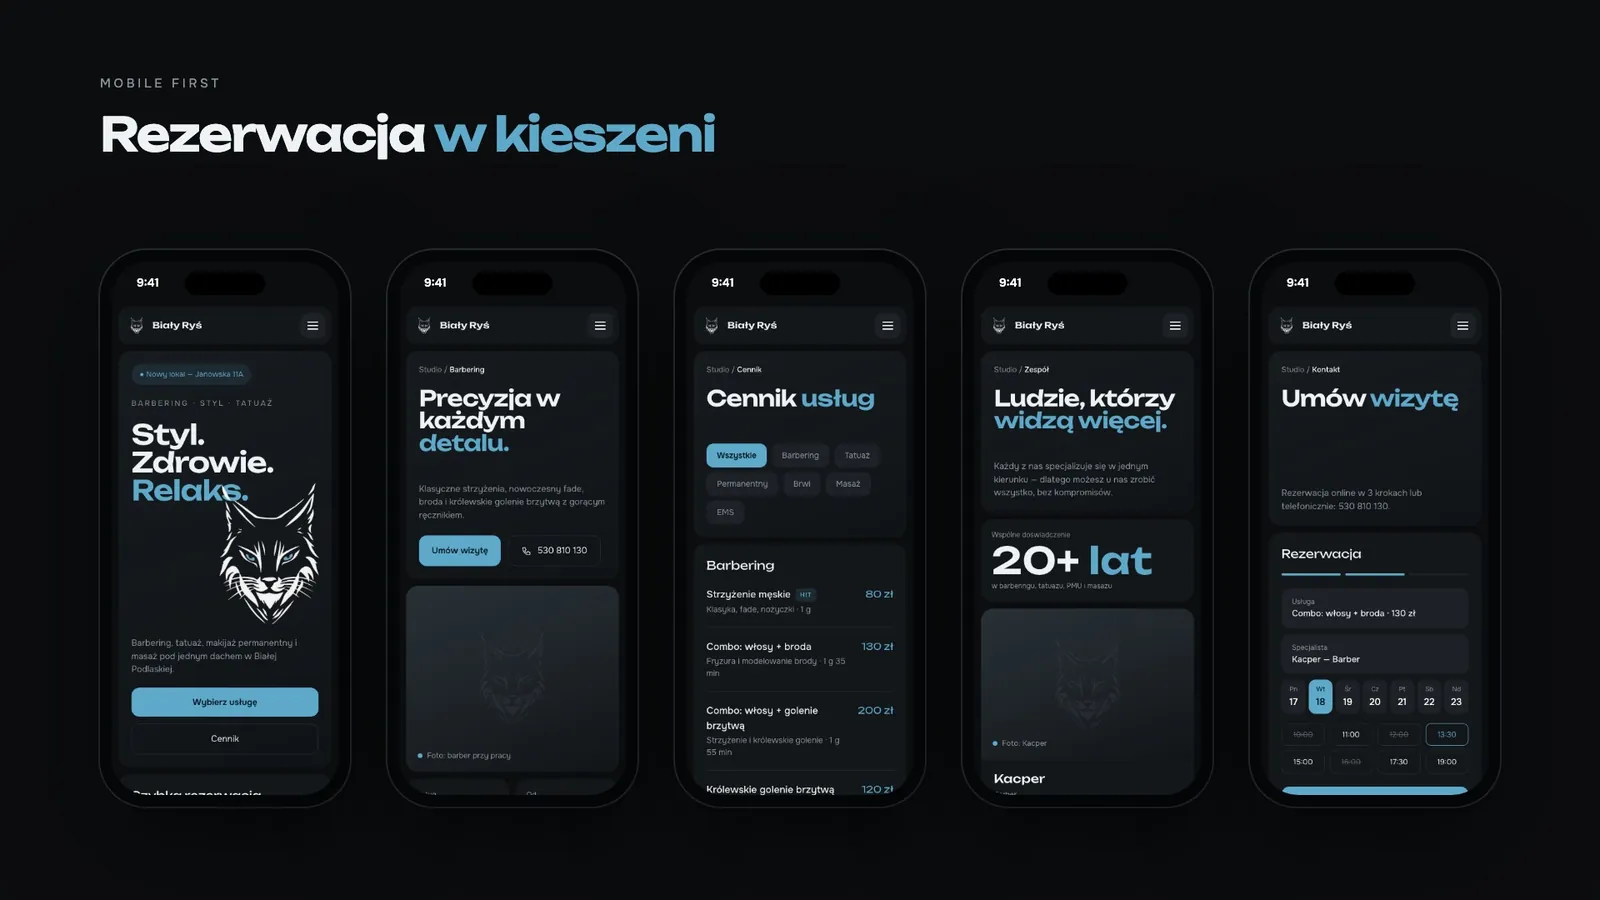 MOBILE FIRST
Rezerwacja w kieszeni
9:41
Biały Ryś
Nowy lokal — Janowska 11A
BARBERING · STYL · TATUAŻ
Styl.
Zdrowie.
Relaks.
Barbering, tatuaż, makijaż permanentny i
masaż pod jednym dachem w Białej
Podlaskiej.
Wybierz usługę
Cennik
Szybka rezerwacja
9:41
Biały Ryś
Studio / Barbering
Precyzja w
każdym
detalu.
Klasyczne strzyżenia, nowoczesny fade,
broda i królewskie golenie brzytwą z gorącym
ręcznikiem.
Umów wizytę
530 810 130
Foto: barber przy pracy
Od
9:41
Biały Ryś
Studio / Cennik
Cennik usług
Wszystkie
Barbering
Tatuaż
Permanentny
Brwi
Masaż
EMS
Barbering
Strzyżenie męskie HIT 80 zł
Klasyka, fade, nożyczki · 1 g
Combo: włosy + broda 130 zł
Fryzura i modelowanie brody · 1 g 35
min
Combo: włosy + golenie 200 zł
brzytwą
Strzyżenie i królewskie golenie · 1 g
55 min
Królewskie golenie brzytwą 120 zł
9:41
Biały Ryś
Studio / Zespół
Ludzie, którzy
widzą więcej.
Każdy z nas specjalizuje się w jednym
kierunku — dlatego możesz u nas zrobić
wszystko, bez kompromisów.
Wspólne doświadczenie
20+ lat
w barberingu, tatuażu, PMU i masażu
Foto: Kacper
Kacper
Barber
9:41
Biały Ryś
Studio / Kontakt
Umów wizytę
Rezerwacja online w 3 krokach lub
telefonicznie: 530 810 130.
Rezerwacja
Usługa
Combo: włosy + broda · 130 zł
Specjalista
Kacper — Barber
Pn Wt Śr Cz Pt Sb Nd
17 18 19 20 21 22 23
10:00 11:00 12:00 13:30
15:00 16:00 17:30 19:00